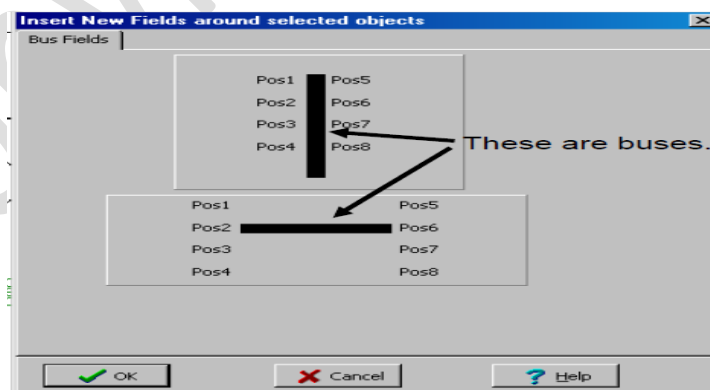 Insert New Fields around selected objects
Bus Fields
Pos1 Pos5
Pos2 Pos6
Pos3 Pos7
Pos4 Pos8
These are buses.
Pos1 Pos5
Pos2 Pos6
Pos3 Pos7
Pos4 Pos8
OK Cancel Help